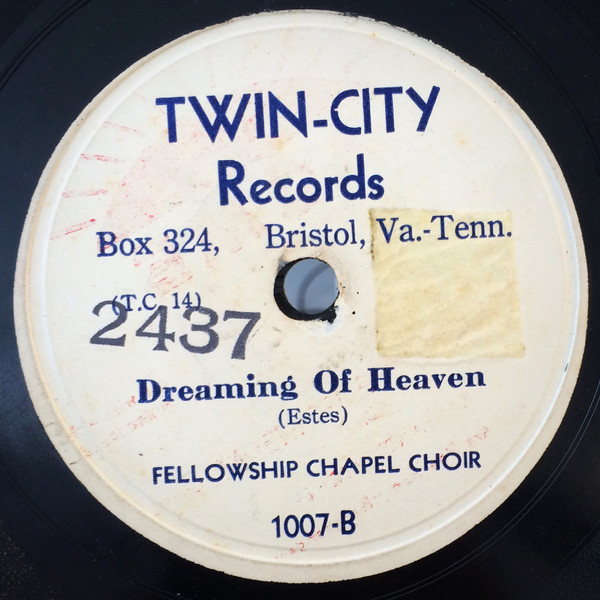 TWIN-CITY
Records
Box 324, Bristol, Va.-Tenn.
(T.C. 14)
2437
Dreaming Of Heaven
(Estes)
FELLOWSHIP CHAPEL CHOIR
1007-B